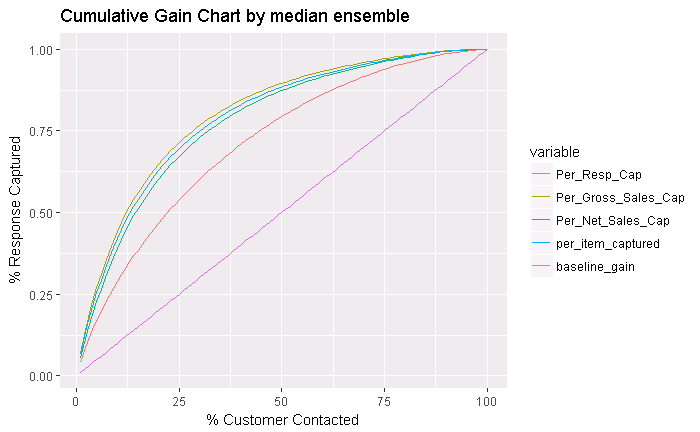 Cumulative Gain Chart by median ensemble
1.00
0.75
0.50
0.25
0.00
% Response Captured
0
25
50
75
100
% Customer Contacted
variable
Per_Resp_Cap
Per_Gross_Sales_Cap
Per_Net_Sales_Cap
per_item_captured
baseline_gain